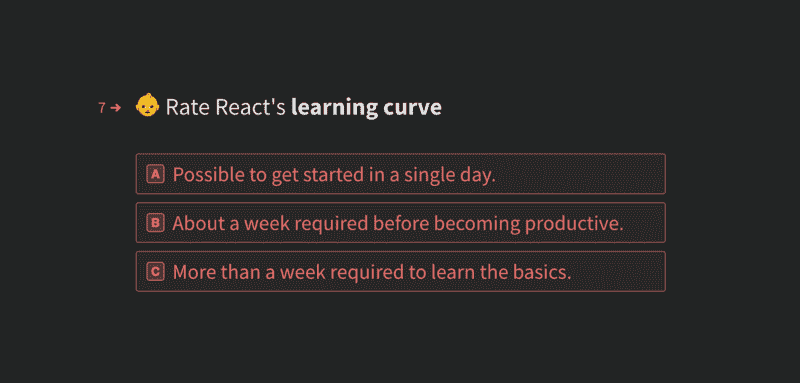 7 → 👶 Rate React's learning curve
A Possible to get started in a single day.
B About a week required before becoming productive.
C More than a week required to learn the basics.